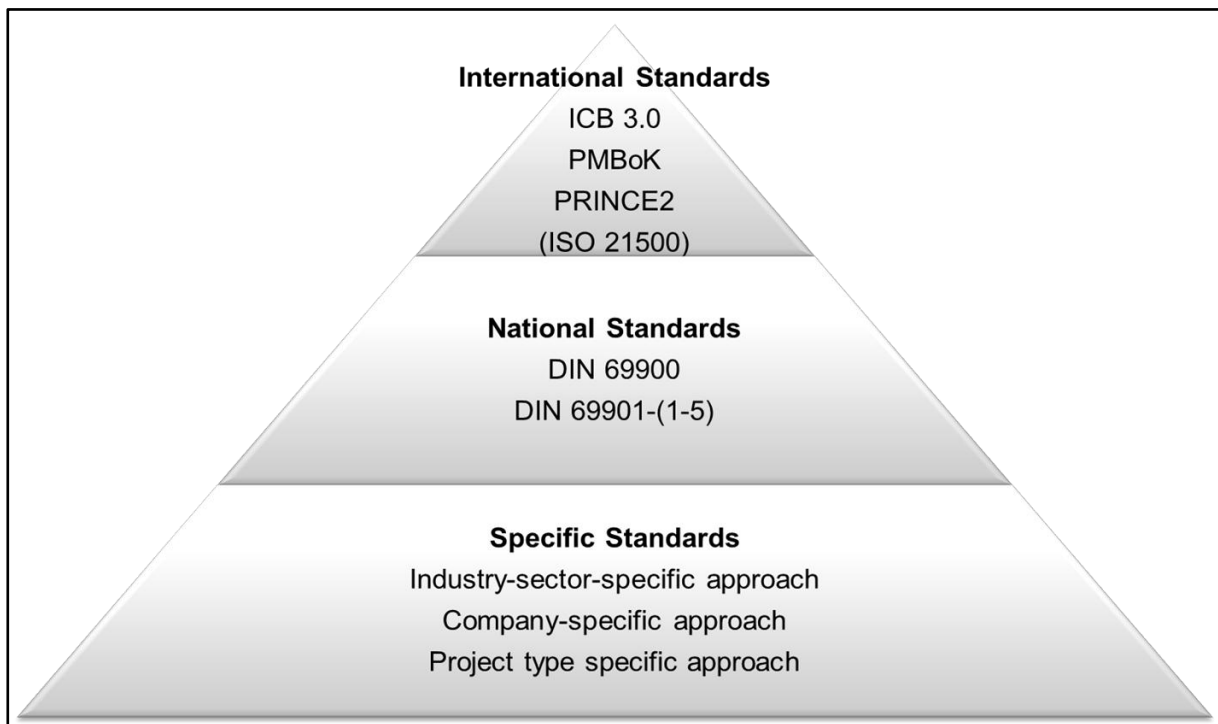 International Standards
ICB 3.0
PMBoK
PRINCE2
(ISO 21500)
National Standards
DIN 69900
DIN 69901-(1-5)
Specific Standards
Industry-sector-specific approach
Company-specific approach
Project type specific approach